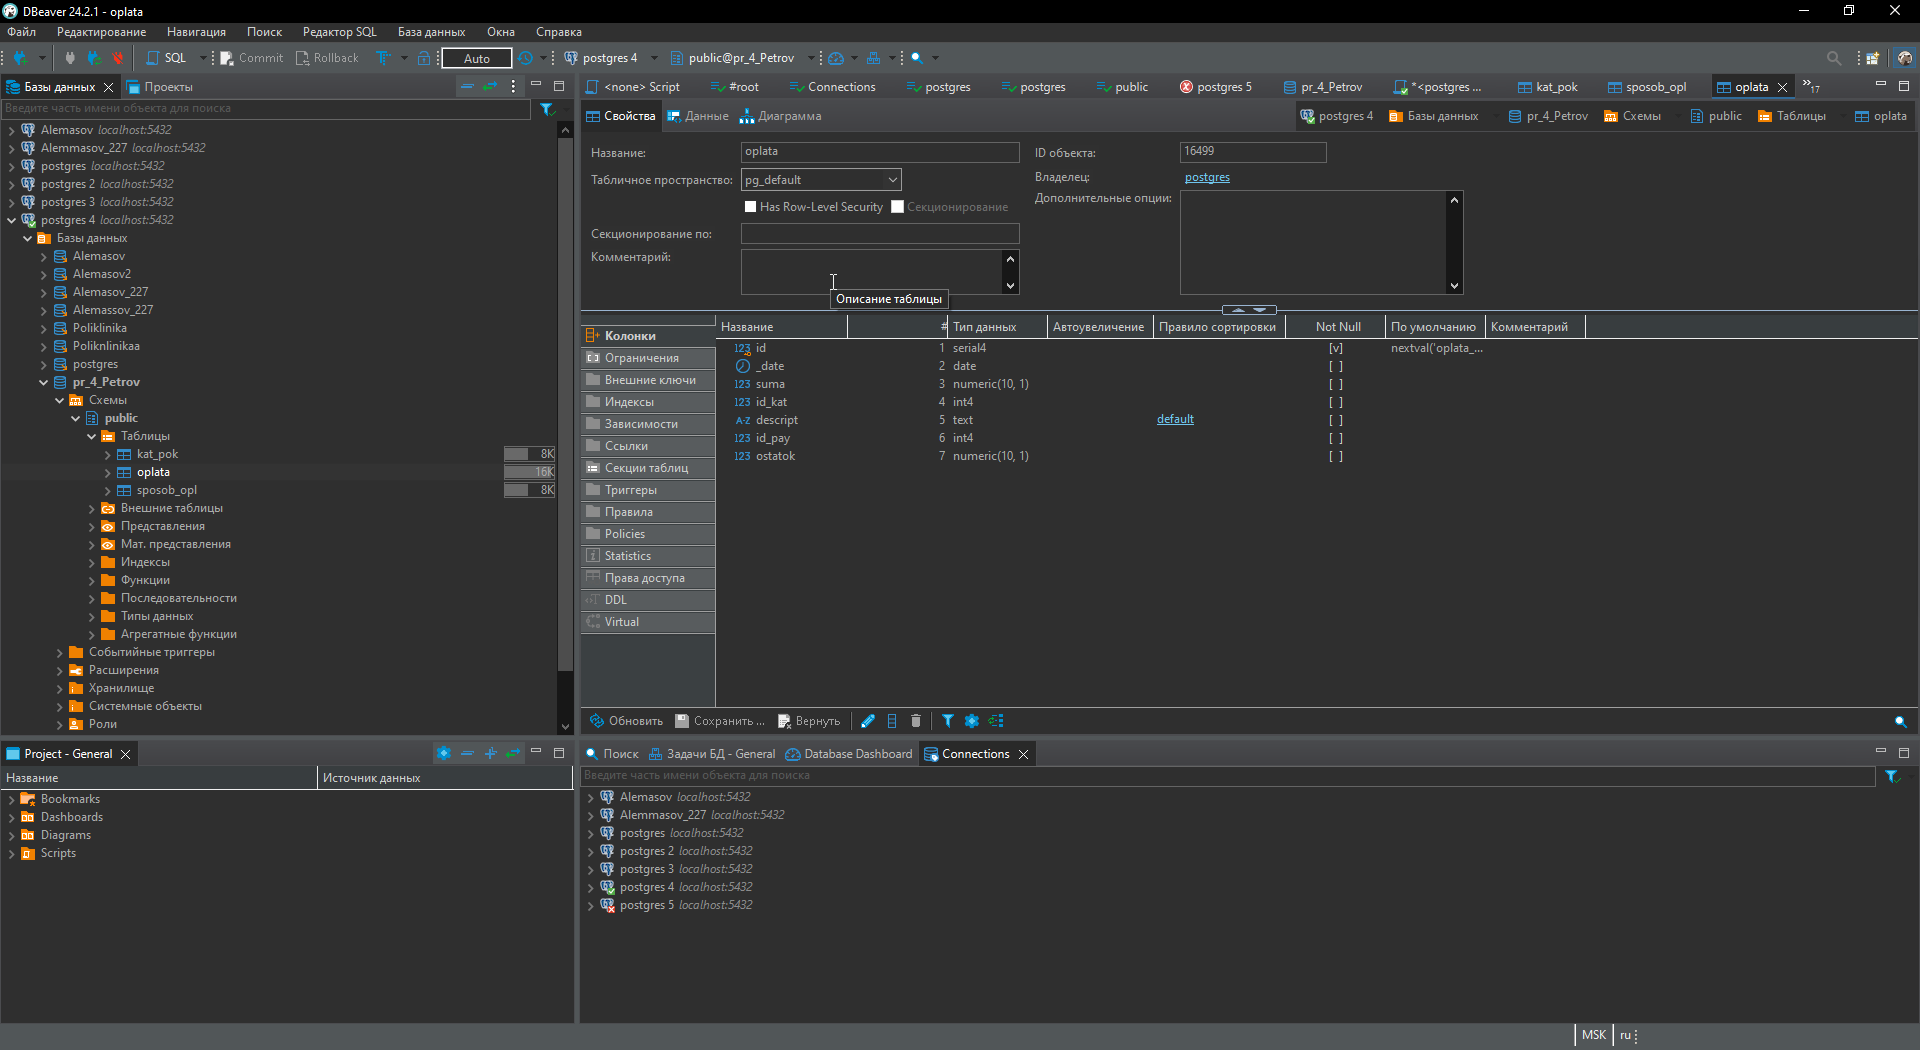 DBeaver 24.2.1 - oplata
Файл Редактирование Навигация Поиск Редактор SQL База данных Окна Справка
SQL Commit Rollback Auto postgres 4 public@pr_4_Petrov
Базы данных Проекты
Введите часть имени объекта для поиска
Alemasov localhost:5432
Alemmasov_227 localhost:5432
postgres localhost:5432
postgres 2 localhost:5432
postgres 3 localhost:5432
postgres 4 localhost:5432
Базы данных
Alemasov
Alemasov2
Alemasov_227
Alemassov_227
Poliklinika
Poliknlinikaa
postgres
pr_4_Petrov
Схемы
public
Таблицы
kat_pok 8K
oplata 16K
sposob_opl 8K
Внешние таблицы
Представления
Мат. представления
Индексы
Функции
Последовательности
Типы данных
Агрегатные функции
Событийные триггеры
Расширения
Хранилище
Системные объекты
Роли
<none> Script #root Connections postgres postgres public postgres 5 pr_4_Petrov *<postgres ... kat_pok sposob_opl oplata »17
Свойства Данные Диаграмма postgres 4 Базы данных pr_4_Petrov Схемы public Таблицы oplata
Название: oplata ID объекта: 16499
Табличное пространство: pg_default Владелец: postgres
Has Row-Level Security Секционирование Дополнительные опции:
Секционирование по:
Комментарий:
Описание таблицы
Колонки
Ограничения
Внешние ключи
Индексы
Зависимости
Ссылки
Секции таблиц
Триггеры
Правила
Policies
Statistics
Права доступа
DDL
Virtual
Название # Тип данных Автоувеличение Правило сортировки Not Null По умолчанию Комментарий
123 id 1 serial4 [v] nextval('oplata_...
_date 2 date [ ]
123 suma 3 numeric(10, 1) [ ]
123 id_kat 4 int4 [ ]
A-Z descript 5 text default [ ]
123 id_pay 6 int4 [ ]
123 ostatok 7 numeric(10, 1) [ ]
Обновить Сохранить ... Вернуть
Project - General
Название Источник данных
Bookmarks
Dashboards
Diagrams
Scripts
Поиск Задачи БД - General Database Dashboard Connections
Введите часть имени объекта для поиска
Alemasov localhost:5432
Alemmasov_227 localhost:5432
postgres localhost:5432
postgres 2 localhost:5432
postgres 3 localhost:5432
postgres 4 localhost:5432
postgres 5 localhost:5432
MSK ru